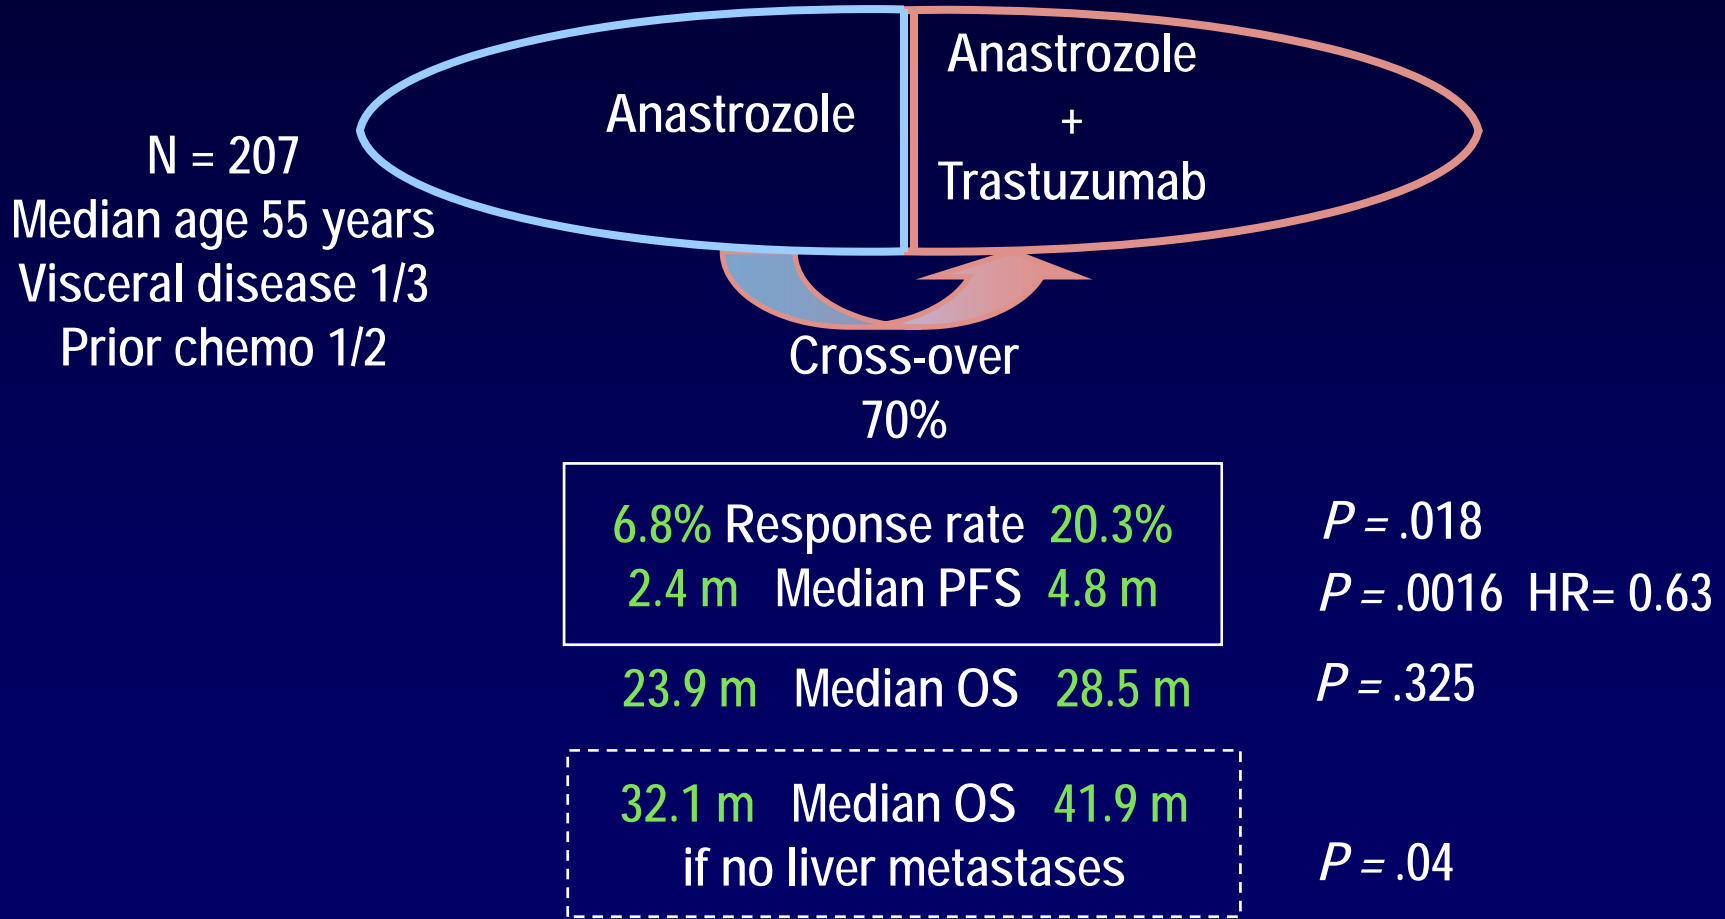 Anastrozole
Anastrozole
+
Trastuzumab
N = 207
Median age 55 years
Visceral disease 1/3
Prior chemo 1/2
Cross-over
70%
6.8% Response rate 20.3% P = .018
2.4 m Median PFS 4.8 m P = .0016 HR= 0.63
23.9 m Median OS 28.5 m P = .325
32.1 m Median OS 41.9 m
if no liver metastases P = .04